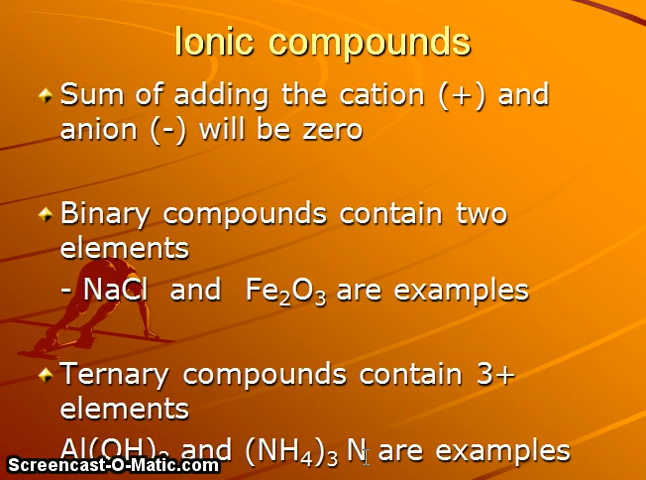 Ionic compounds
Sum of adding the cation (+) and
anion (-) will be zero
Binary compounds contain two
elements
- NaCl and Fe₂O₃ are examples
Ternary compounds contain 3+
elements
Al(OH) and (NH₄)₃ N are examples
Screencast-O-Matic.com